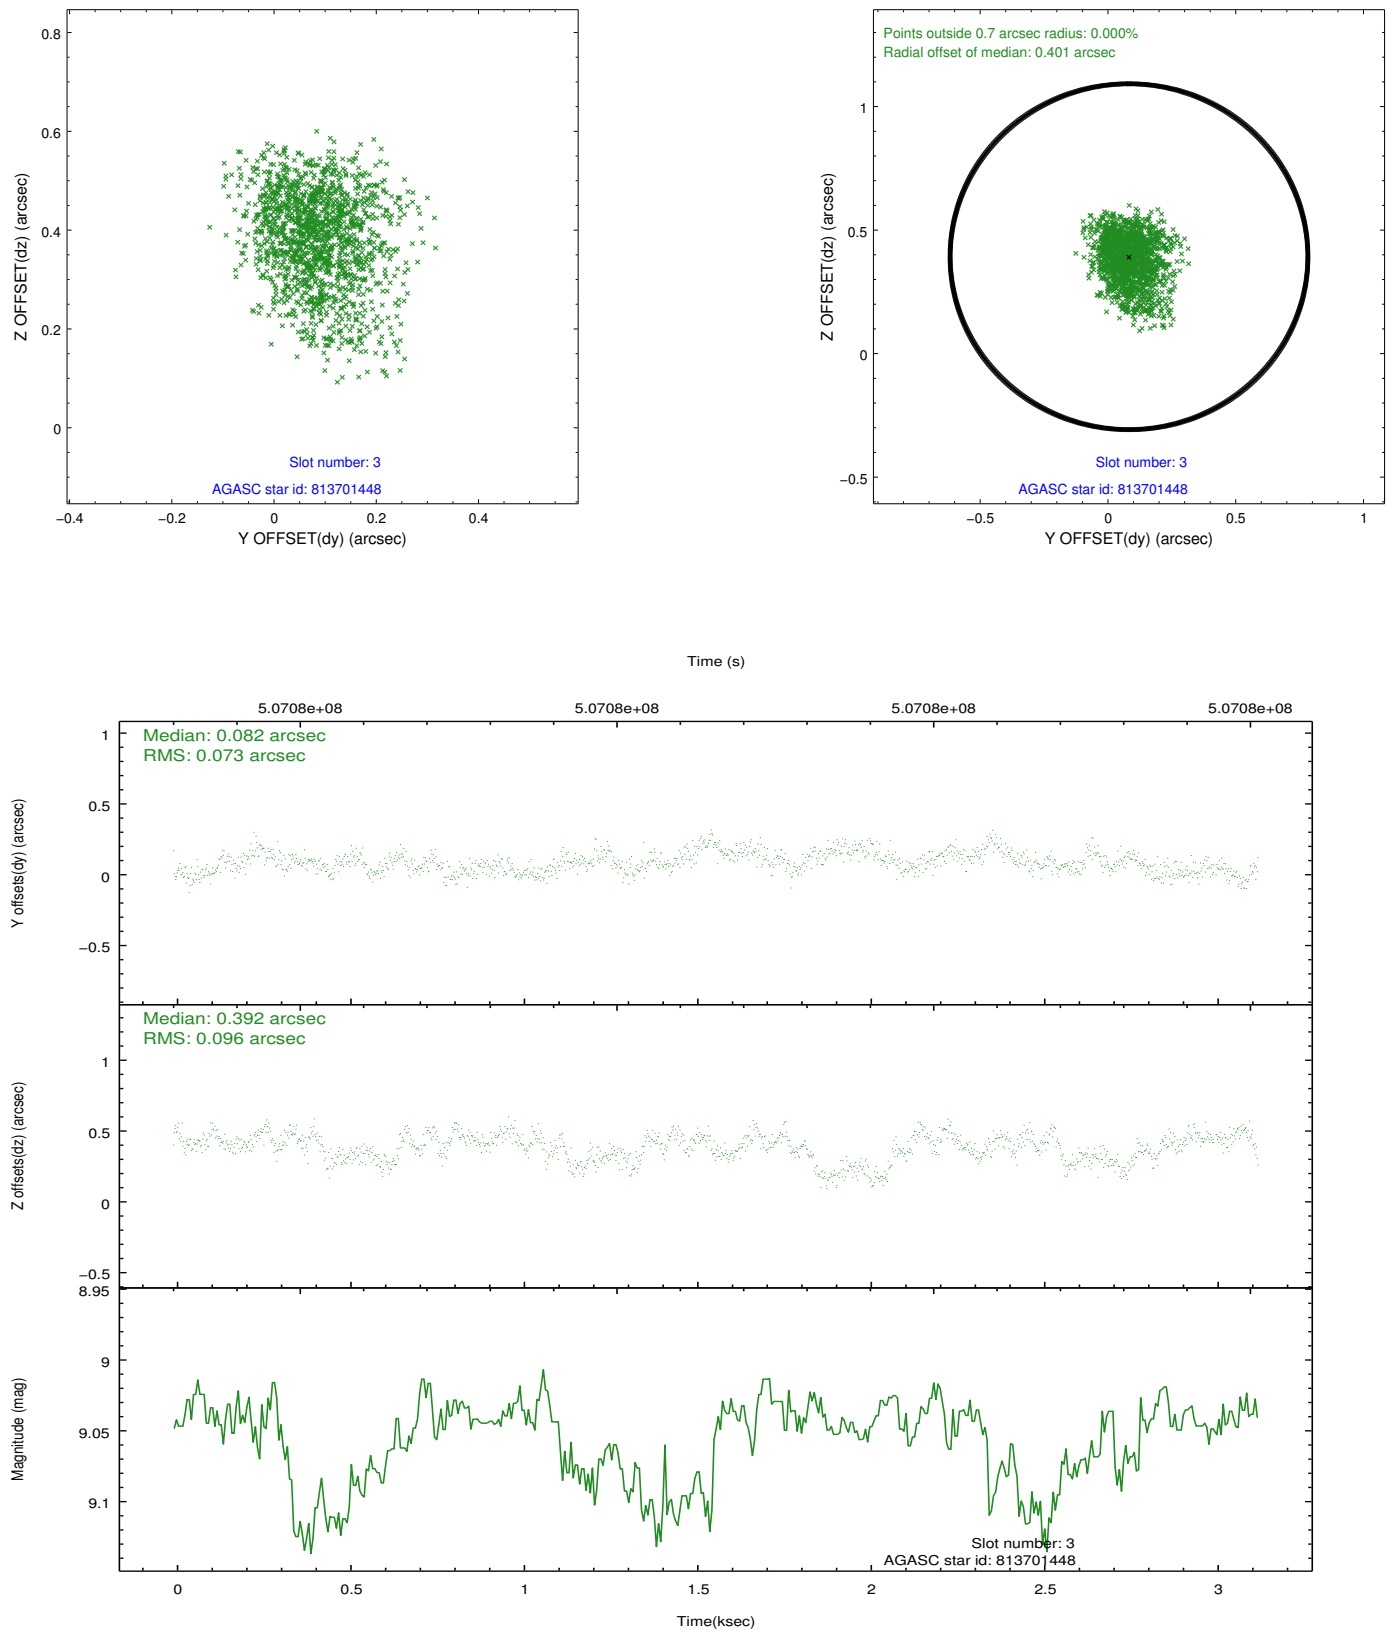 0.8
0.6
0.4
0.2
0
−0.4
−0.2
0
0.2
0.4
Z OFFSET(dz) (arcsec)
Y OFFSET(dy) (arcsec)
Slot number: 3
AGASC star id: 813701448
Points outside 0.7 arcsec radius: 0.000%
Radial offset of median: 0.401 arcsec
1
0.5
0
−0.5
−0.5
0
0.5
1
Z OFFSET(dz) (arcsec)
Y OFFSET(dy) (arcsec)
Slot number: 3
AGASC star id: 813701448
Time (s)
5.0708e+08
5.0708e+08
5.0708e+08
5.0708e+08
Median: 0.082 arcsec
RMS: 0.073 arcsec
1
0.5
0
−0.5
Y offsets(dy) (arcsec)
Median: 0.392 arcsec
RMS: 0.096 arcsec
1
0.5
0
−0.5
Z offsets(dz) (arcsec)
8.95
9
9.05
9.1
Magnitude (mag)
Slot number: 3
AGASC star id: 813701448
0
0.5
1
1.5
2
2.5
3
Time(ksec)